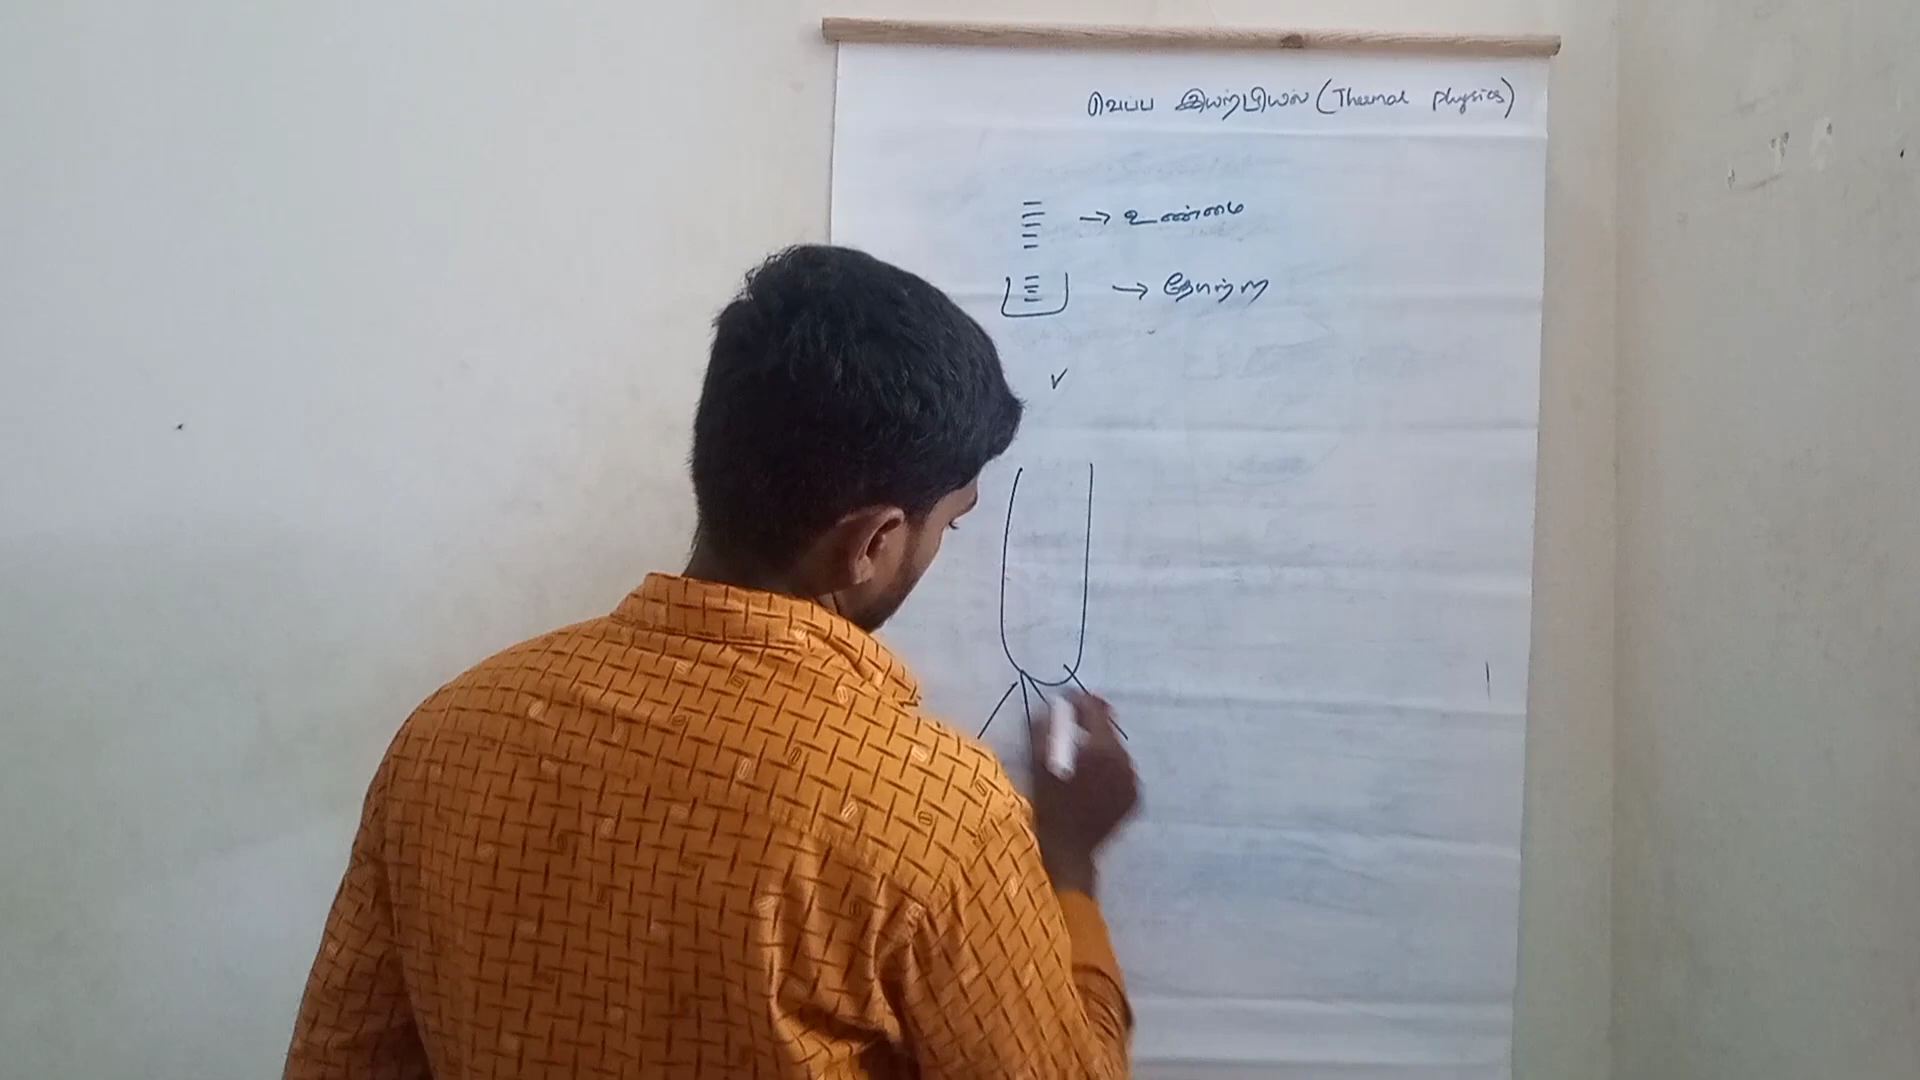 வெப்ப இயற்பியல் (Thermal physics)
→ உண்மை
→ தோற்ற